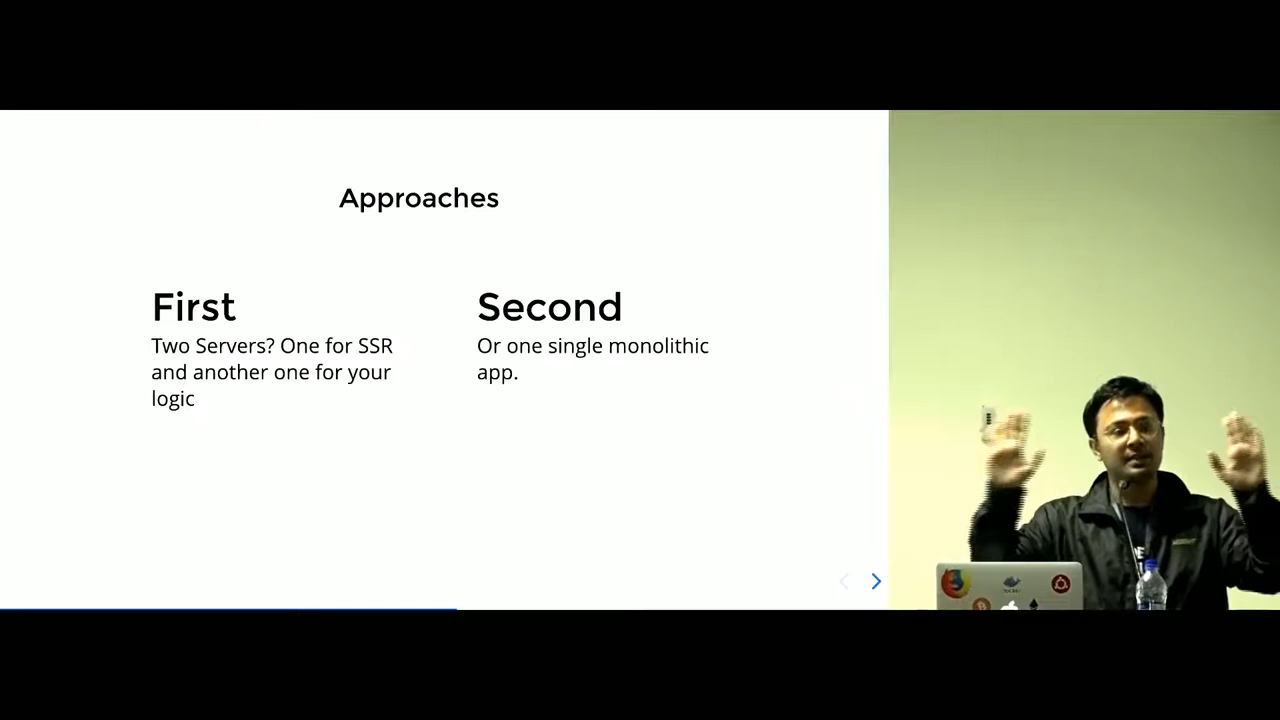 Approaches
First
Two Servers? One for SSR
and another one for your
logic
Second
Or one single monolithic
app.